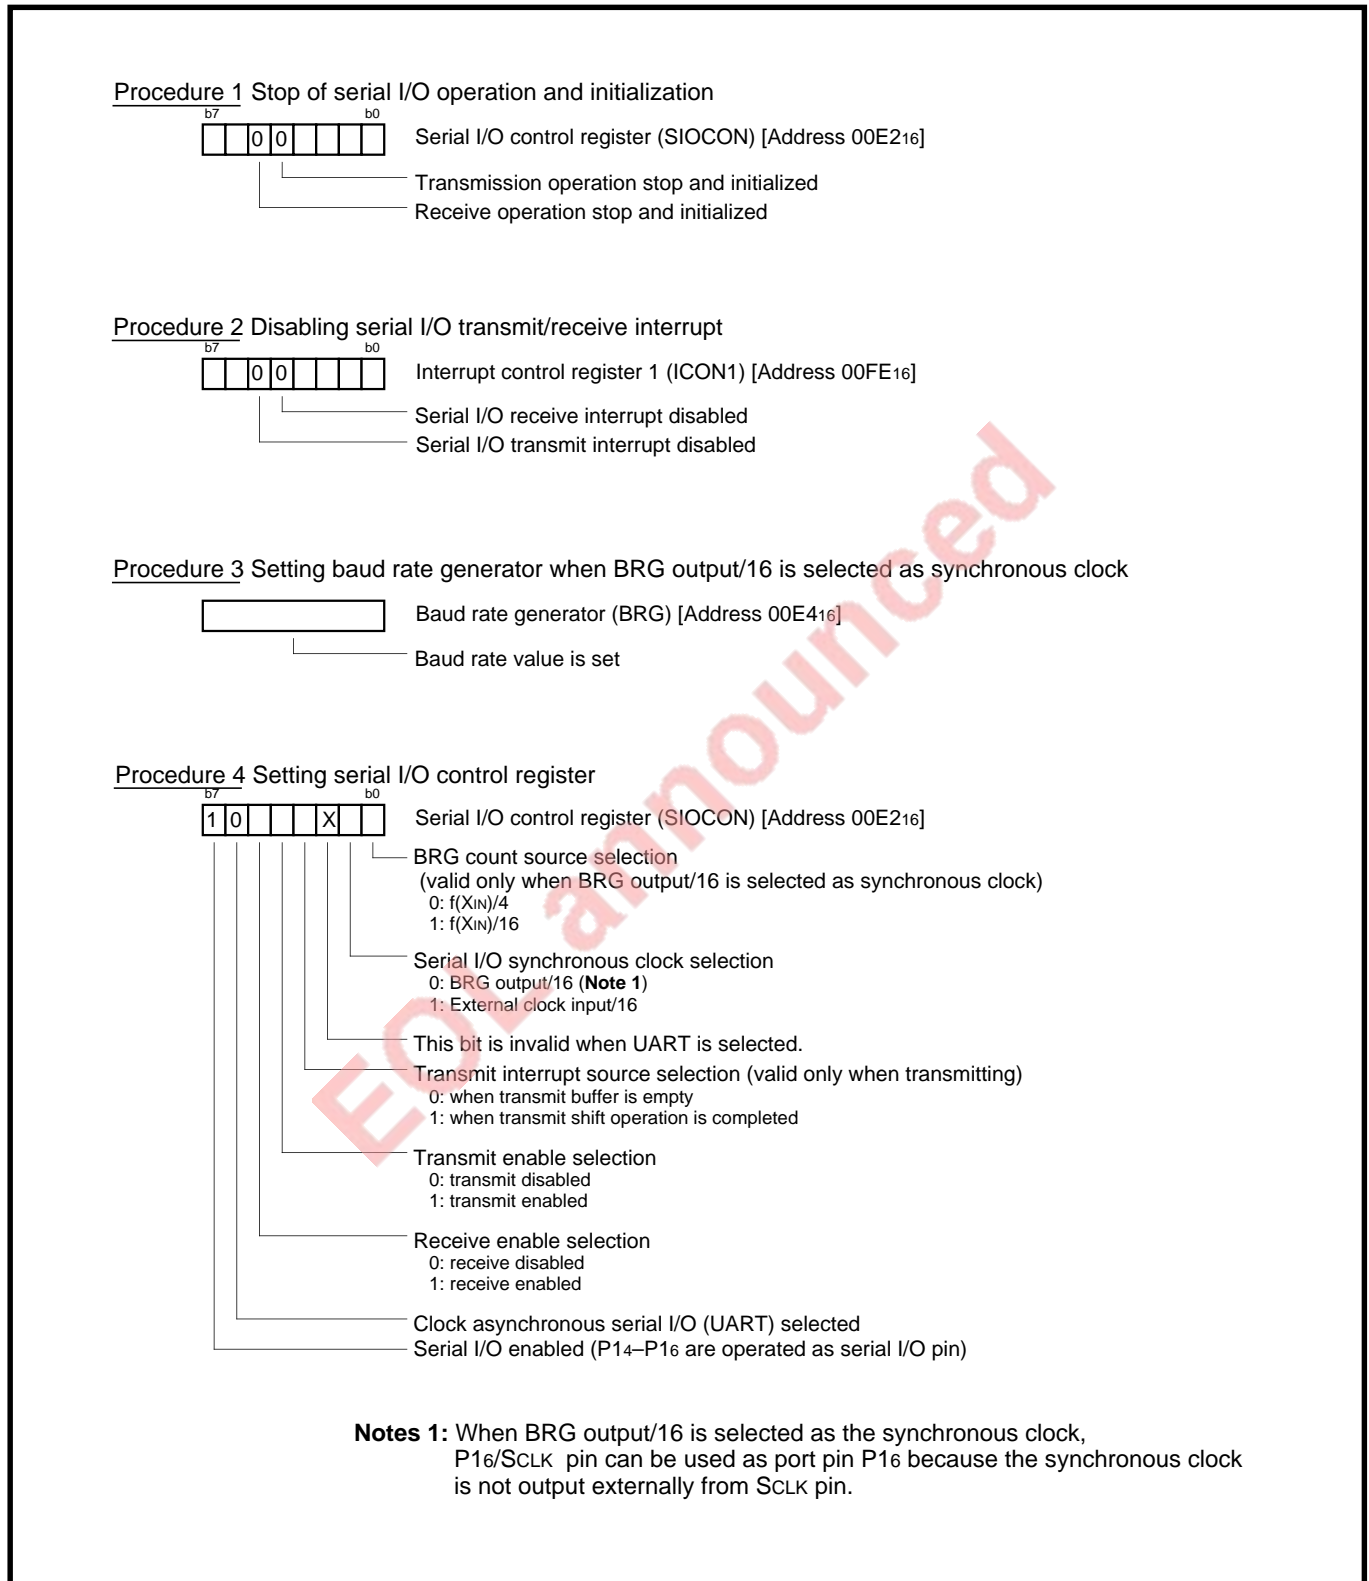 Procedure 1 Stop of serial I/O operation and initialization
b7 b0
0 0 Serial I/O control register (SIOCON) [Address 00E216]
Transmission operation stop and initialized
Receive operation stop and initialized
Procedure 2 Disabling serial I/O transmit/receive interrupt
b7 b0
0 0 Interrupt control register 1 (ICON1) [Address 00FE16]
Serial I/O receive interrupt disabled
Serial I/O transmit interrupt disabled
Procedure 3 Setting baud rate generator when BRG output/16 is selected as synchronous clock
Baud rate generator (BRG) [Address 00E416]
Baud rate value is set
Procedure 4 Setting serial I/O control register
b7 b0
1 0 X Serial I/O control register (SIOCON) [Address 00E216]
BRG count source selection
(valid only when BRG output/16 is selected as synchronous clock)
0: f(XIN)/4
1: f(XIN)/16
Serial I/O synchronous clock selection
0: BRG output/16 (Note 1)
1: External clock input/16
This bit is invalid when UART is selected.
Transmit interrupt source selection (valid only when transmitting)
0: when transmit buffer is empty
1: when transmit shift operation is completed
Transmit enable selection
0: transmit disabled
1: transmit enabled
Receive enable selection
0: receive disabled
1: receive enabled
Clock asynchronous serial I/O (UART) selected
Serial I/O enabled (P14–P16 are operated as serial I/O pin)
Notes 1: When BRG output/16 is selected as the synchronous clock,
P16/SCLK pin can be used as port pin P16 because the synchronous clock
is not output externally from SCLK pin.
EOL announced